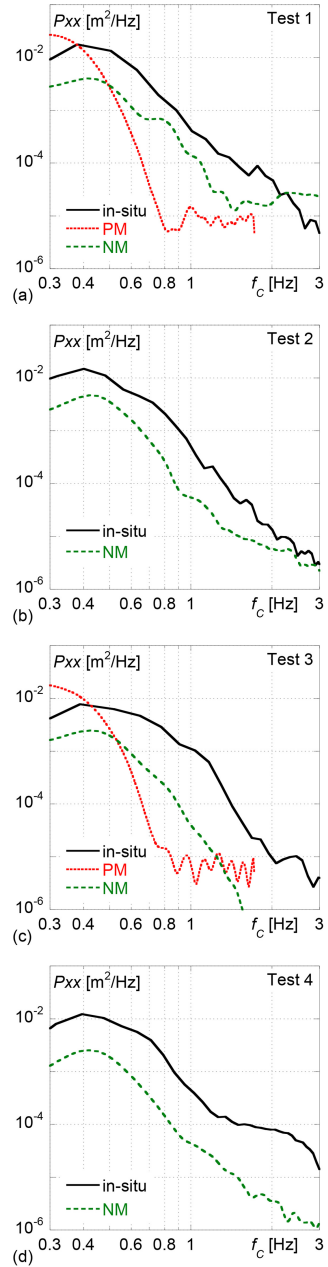 Pxx [m²/Hz] Test 1
10⁻²
10⁻⁴
in-situ
PM
NM
10⁻⁶
(a) 0.3 0.4 0.6 0.8 1 f_C [Hz] 3
Pxx [m²/Hz] Test 2
10⁻²
10⁻⁴
in-situ
NM
10⁻⁶
(b) 0.3 0.4 0.6 0.8 1 f_C [Hz] 3
Pxx [m²/Hz] Test 3
10⁻²
10⁻⁴
in-situ
PM
NM
10⁻⁶
(c) 0.3 0.4 0.6 0.8 1 f_C [Hz] 3
Pxx [m²/Hz] Test 4
10⁻²
10⁻⁴
in-situ
NM
10⁻⁶
(d) 0.3 0.4 0.6 0.8 1 f_C [Hz] 3